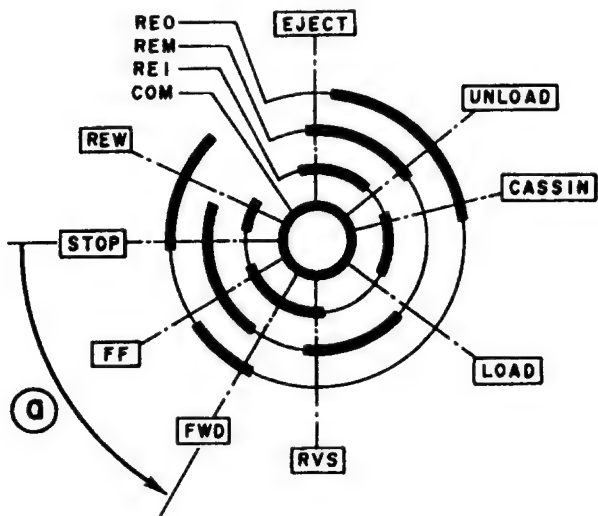 REO
EJECT
REM
REI
COM
UNLOAD
REW
CASSIN
STOP
FF
LOAD
a
FWD
RVS